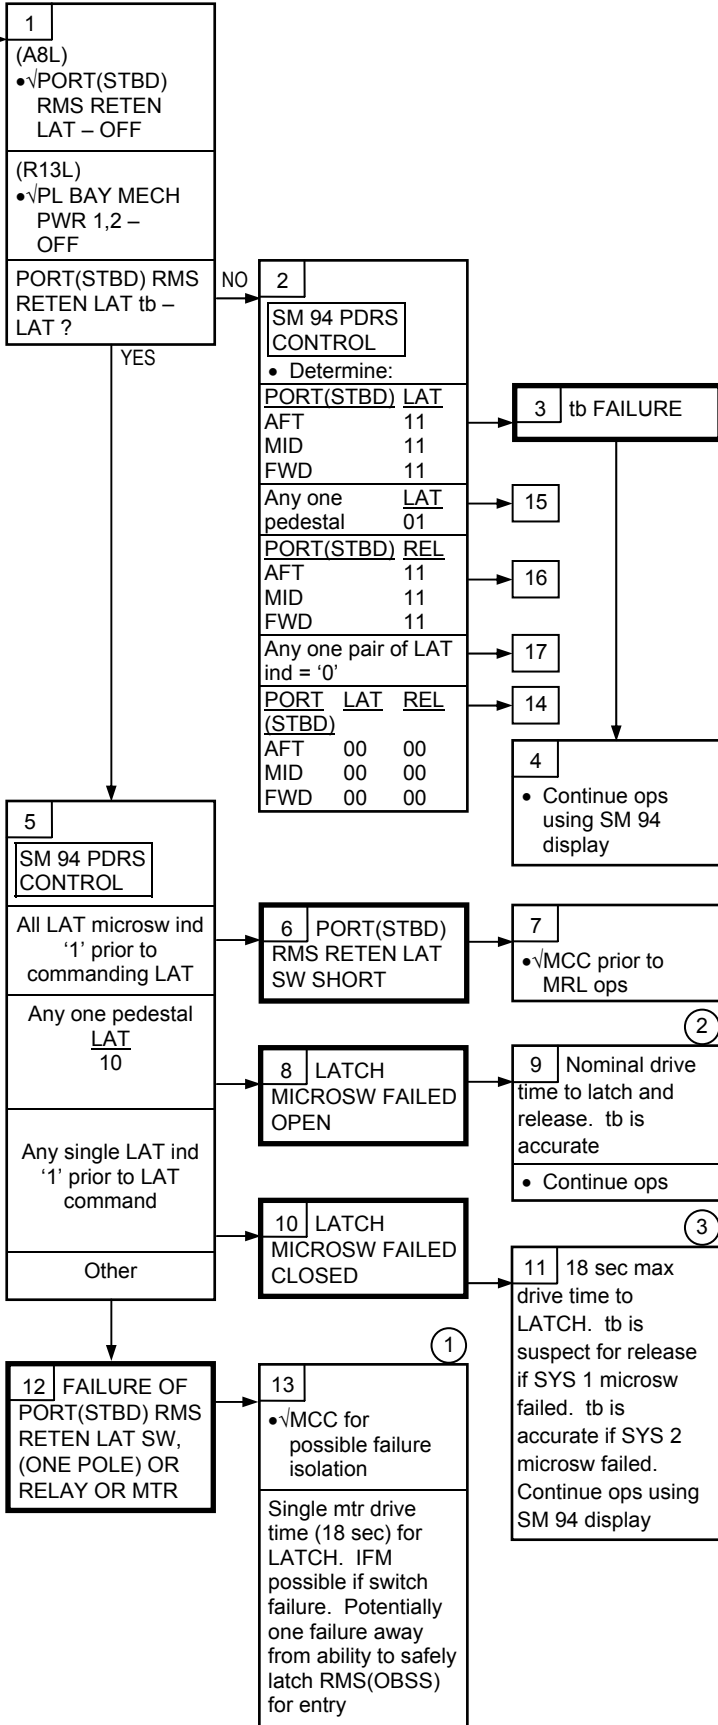 1
(A8L)
•√PORT(STBD)
RMS RETEN
LAT – OFF
(R13L)
•√PL BAY MECH
PWR 1,2 –
OFF
PORT(STBD) RMS
RETEN LAT tb –
LAT ?
NO
YES
2
SM 94 PDRS
CONTROL
• Determine:
PORT(STBD) LAT
AFT 11
MID 11
FWD 11
Any one LAT
pedestal 01
PORT(STBD) REL
AFT 11
MID 11
FWD 11
Any one pair of LAT
ind = ‘0’
PORT LAT REL
(STBD)
AFT 00 00
MID 00 00
FWD 00 00
3 tb FAILURE
15
16
17
14
4
• Continue ops
using SM 94
display
5
SM 94 PDRS
CONTROL
All LAT microsw ind
‘1’ prior to
commanding LAT
Any one pedestal
LAT
10
Any single LAT ind
‘1’ prior to LAT
command
Other
6 PORT(STBD)
RMS RETEN LAT
SW SHORT
7
•√MCC prior to
MRL ops
8 LATCH
MICROSW FAILED
OPEN
2
9 Nominal drive
time to latch and
release. tb is
accurate
• Continue ops
10 LATCH
MICROSW FAILED
CLOSED
3
11 18 sec max
drive time to
LATCH. tb is
suspect for release
if SYS 1 microsw
failed. tb is
accurate if SYS 2
microsw failed.
Continue ops using
SM 94 display
12 FAILURE OF
PORT(STBD) RMS
RETEN LAT SW,
(ONE POLE) OR
RELAY OR MTR
1
13
•√MCC for
possible failure
isolation
Single mtr drive
time (18 sec) for
LATCH. IFM
possible if switch
failure. Potentially
one failure away
from ability to safely
latch RMS(OBSS)
for entry